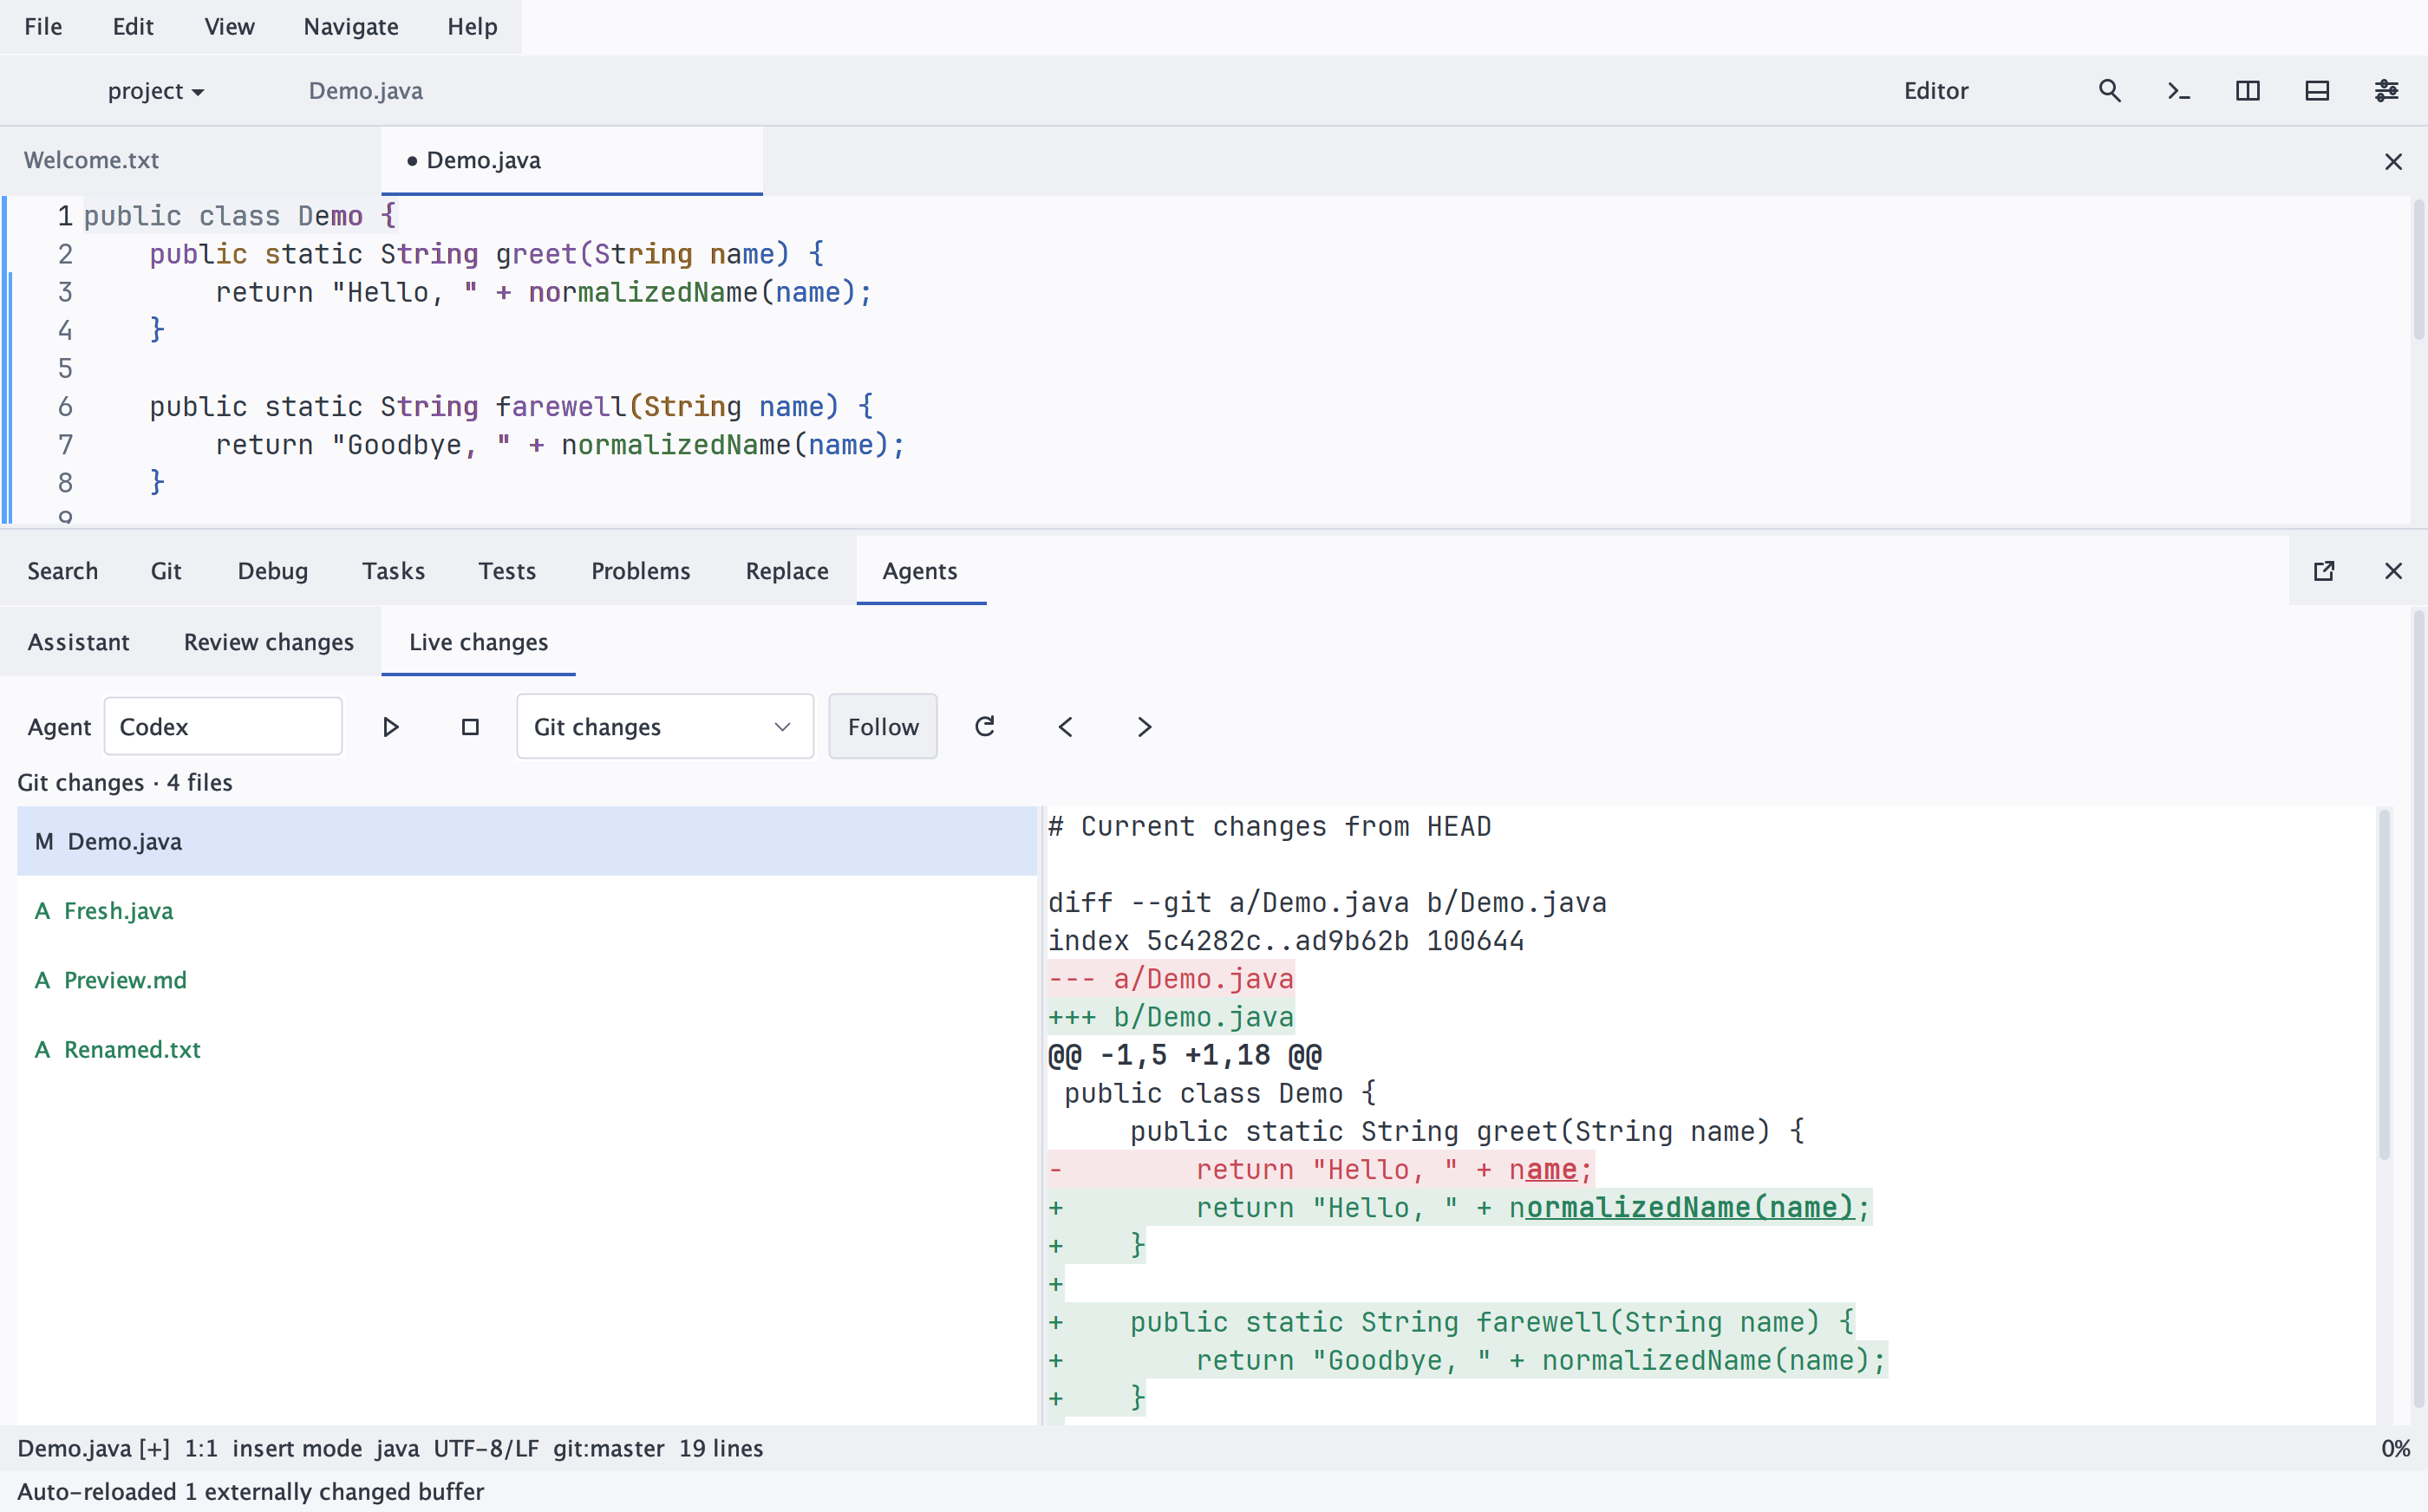 File Edit View Navigate Help
project Demo.java Editor
Welcome.txt • Demo.java
1 public class Demo {
2     public static String greet(String name) {
3         return "Hello, " + normalizedName(name);
4     }
5
6     public static String farewell(String name) {
7         return "Goodbye, " + normalizedName(name);
8     }
9
Search Git Debug Tasks Tests Problems Replace Agents
Assistant Review changes Live changes
Agent Codex Git changes Follow
Git changes · 4 files
M Demo.java
A Fresh.java
A Preview.md
A Renamed.txt
# Current changes from HEAD
diff --git a/Demo.java b/Demo.java
index 5c4282c..ad9b62b 100644
--- a/Demo.java
+++ b/Demo.java
@@ -1,5 +1,18 @@
 public class Demo {
     public static String greet(String name) {
-        return "Hello, " + name;
+        return "Hello, " + normalizedName(name);
+    }
+
+    public static String farewell(String name) {
+        return "Goodbye, " + normalizedName(name);
+    }
Demo.java [+] 1:1 insert mode java UTF-8/LF git:master 19 lines 0%
Auto-reloaded 1 externally changed buffer